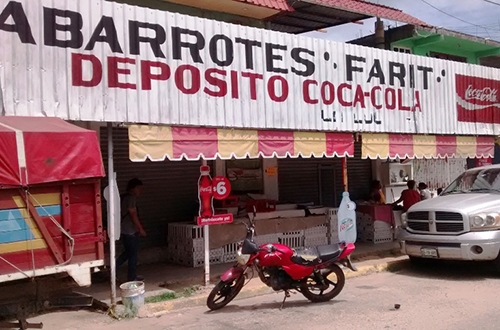 ABARROTES "FARIT"
DEPOSITO COCA-COLA
Coca-Cola
$6